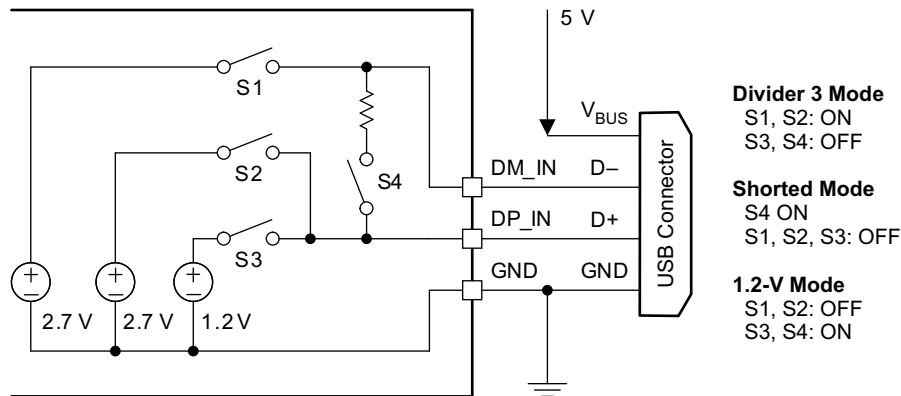 5 V
S1
V_BUS
S2
S4
DM_IN D–
S3
DP_IN D+
GND GND
USB Connector
+
–
2.7 V
+
–
2.7 V
+
–
1.2 V
Divider 3 Mode
S1, S2: ON
S3, S4: OFF
Shorted Mode
S4 ON
S1, S2, S3: OFF
1.2-V Mode
S1, S2: OFF
S3, S4: ON